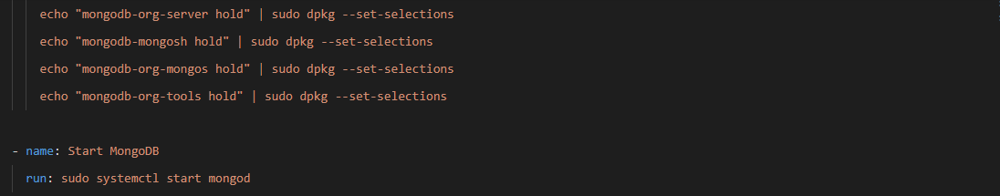 echo "mongodb-org-server hold" | sudo dpkg --set-selections
echo "mongodb-mongosh hold" | sudo dpkg --set-selections
echo "mongodb-org-mongos hold" | sudo dpkg --set-selections
echo "mongodb-org-tools hold" | sudo dpkg --set-selections
- name: Start MongoDB
run: sudo systemctl start mongod